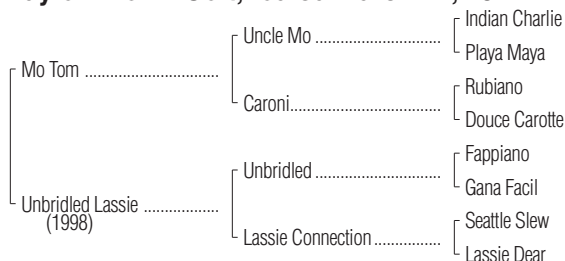 Indian Charlie
Uncle Mo ..............................
Playa Maya
Mo Tom ................................
Rubiano
Caroni....................................
Douce Carotte
Fappiano
Unbridled ..............................
Gana Facil
Unbridled Lassie ..................
(1998)
Seattle Slew
Lassie Connection................
Lassie Dear